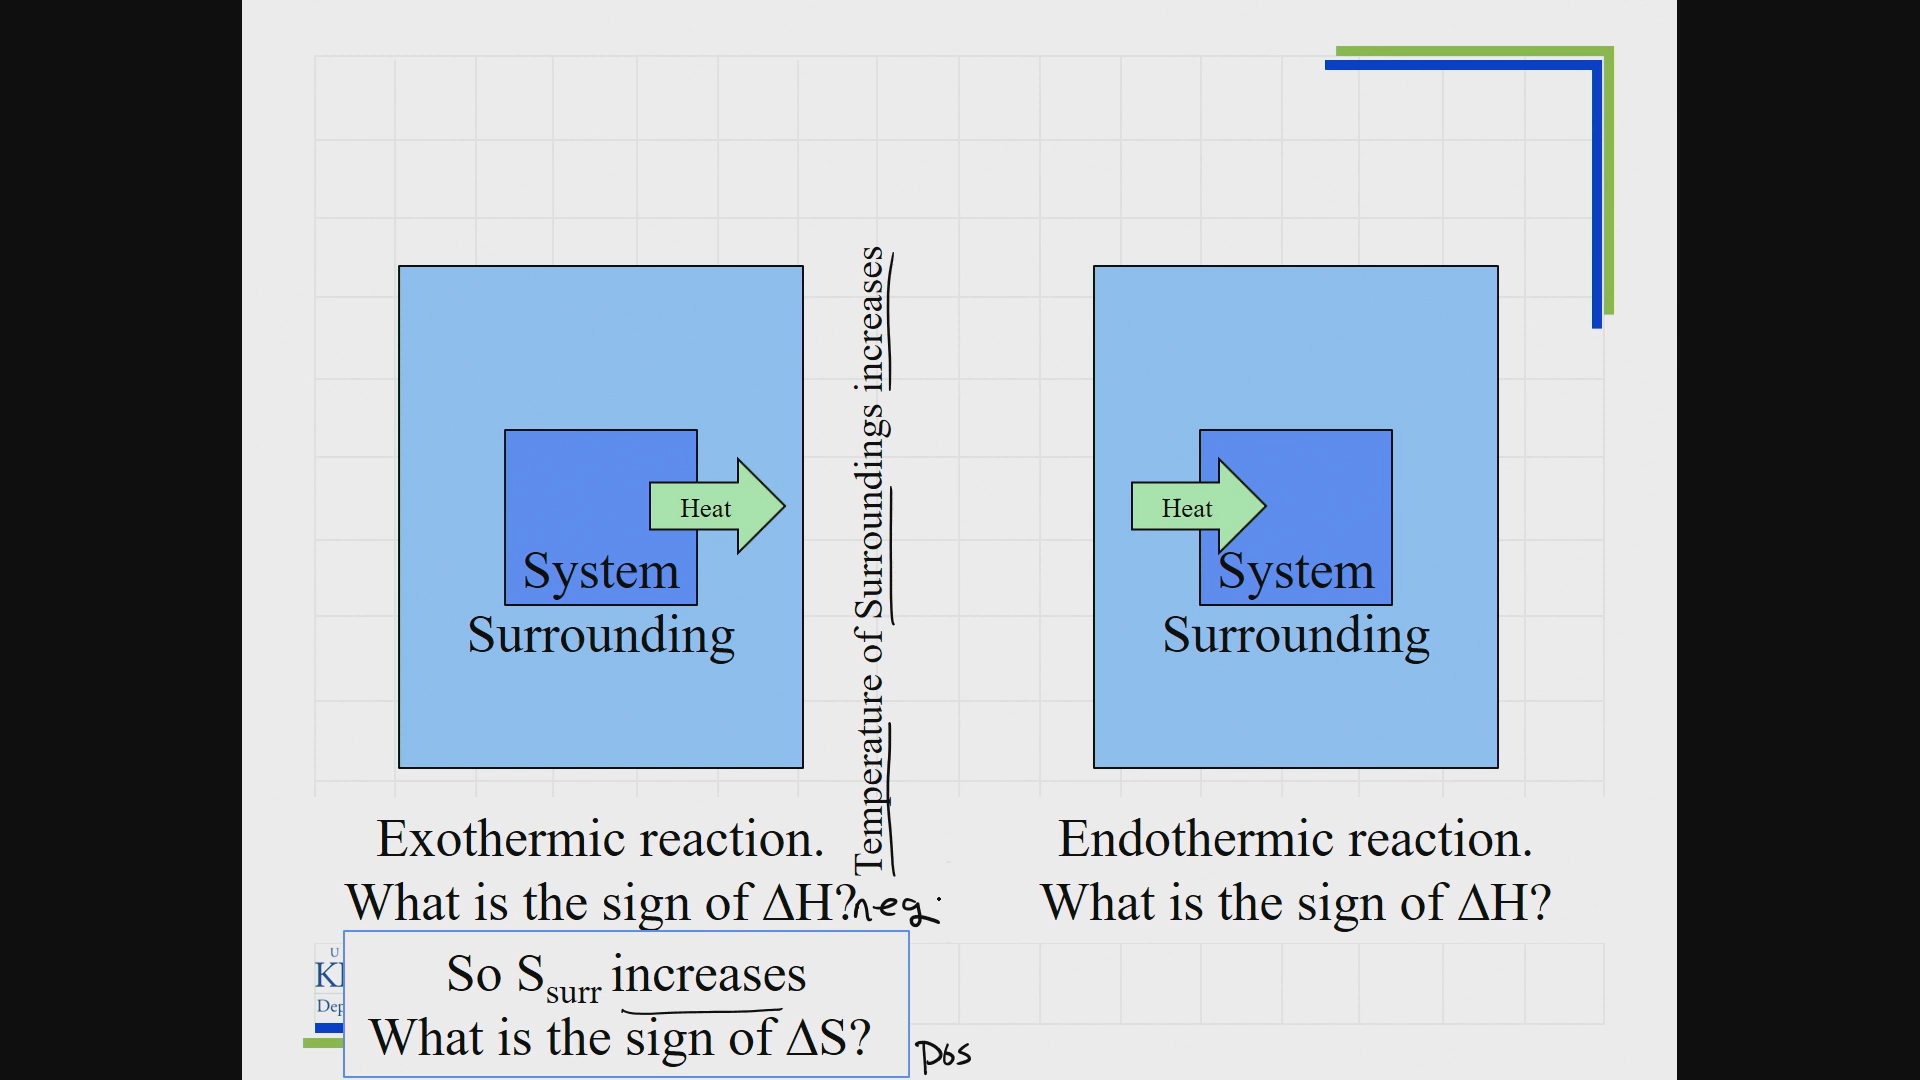 Temperature of Surroundings increases
Heat
System
Surrounding
Heat
System
Surrounding
Exothermic reaction.
What is the sign of ΔH? neg.
Endothermic reaction.
What is the sign of ΔH?
So Ssurr increases
What is the sign of ΔS? pos
U
Dep